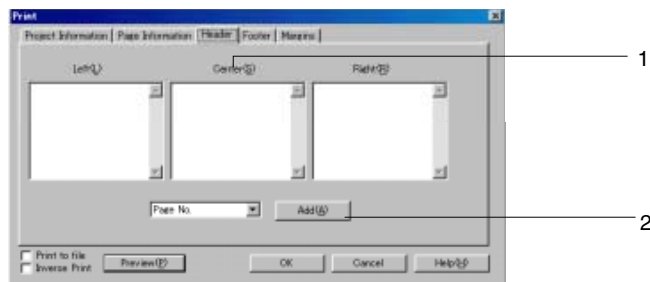 Print
Project Information Page Information Header Footer Margins
1
Left(L) Center(S) Right(R)
Page No. Add(A)
2
Print to file
Inverse Print Preview(P) OK Cancel Help(H)